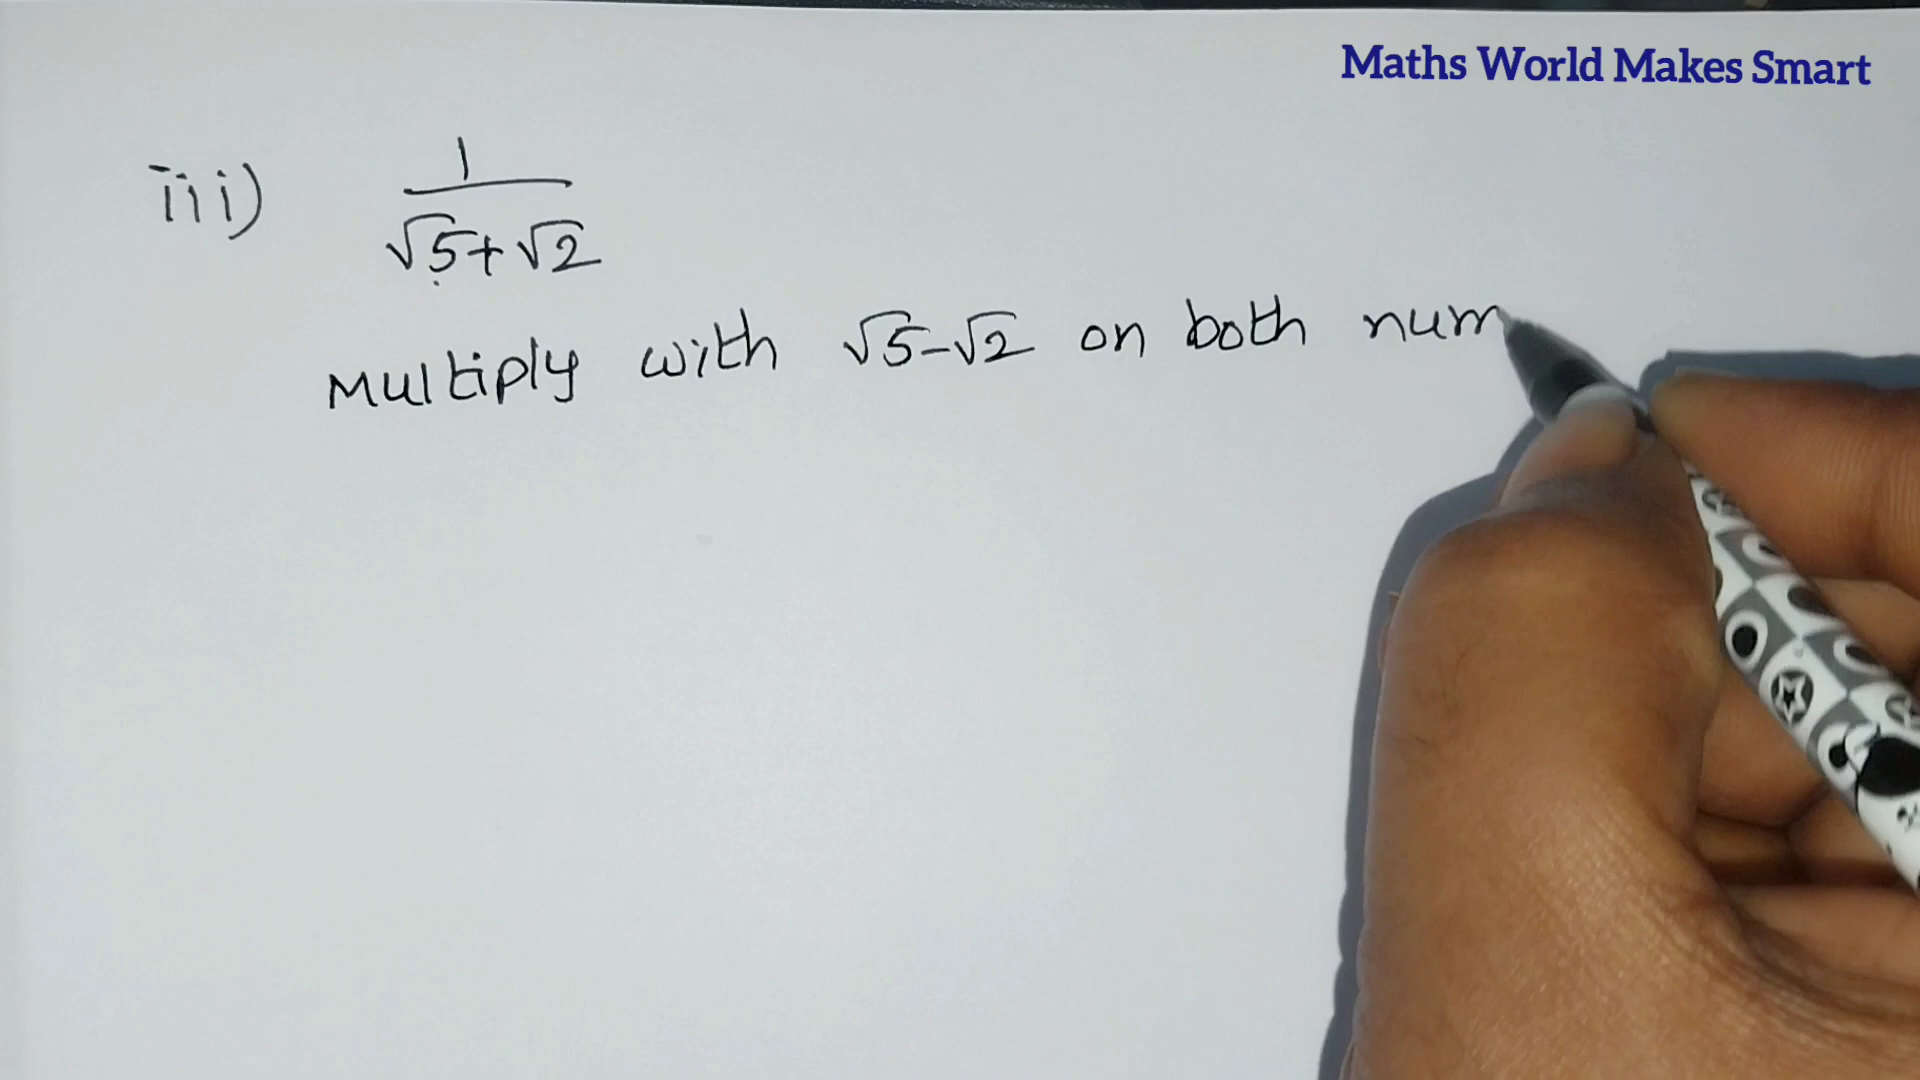 Maths World Makes Smart
iii) 1
√5+√2
Multiply with √5-√2 on both num